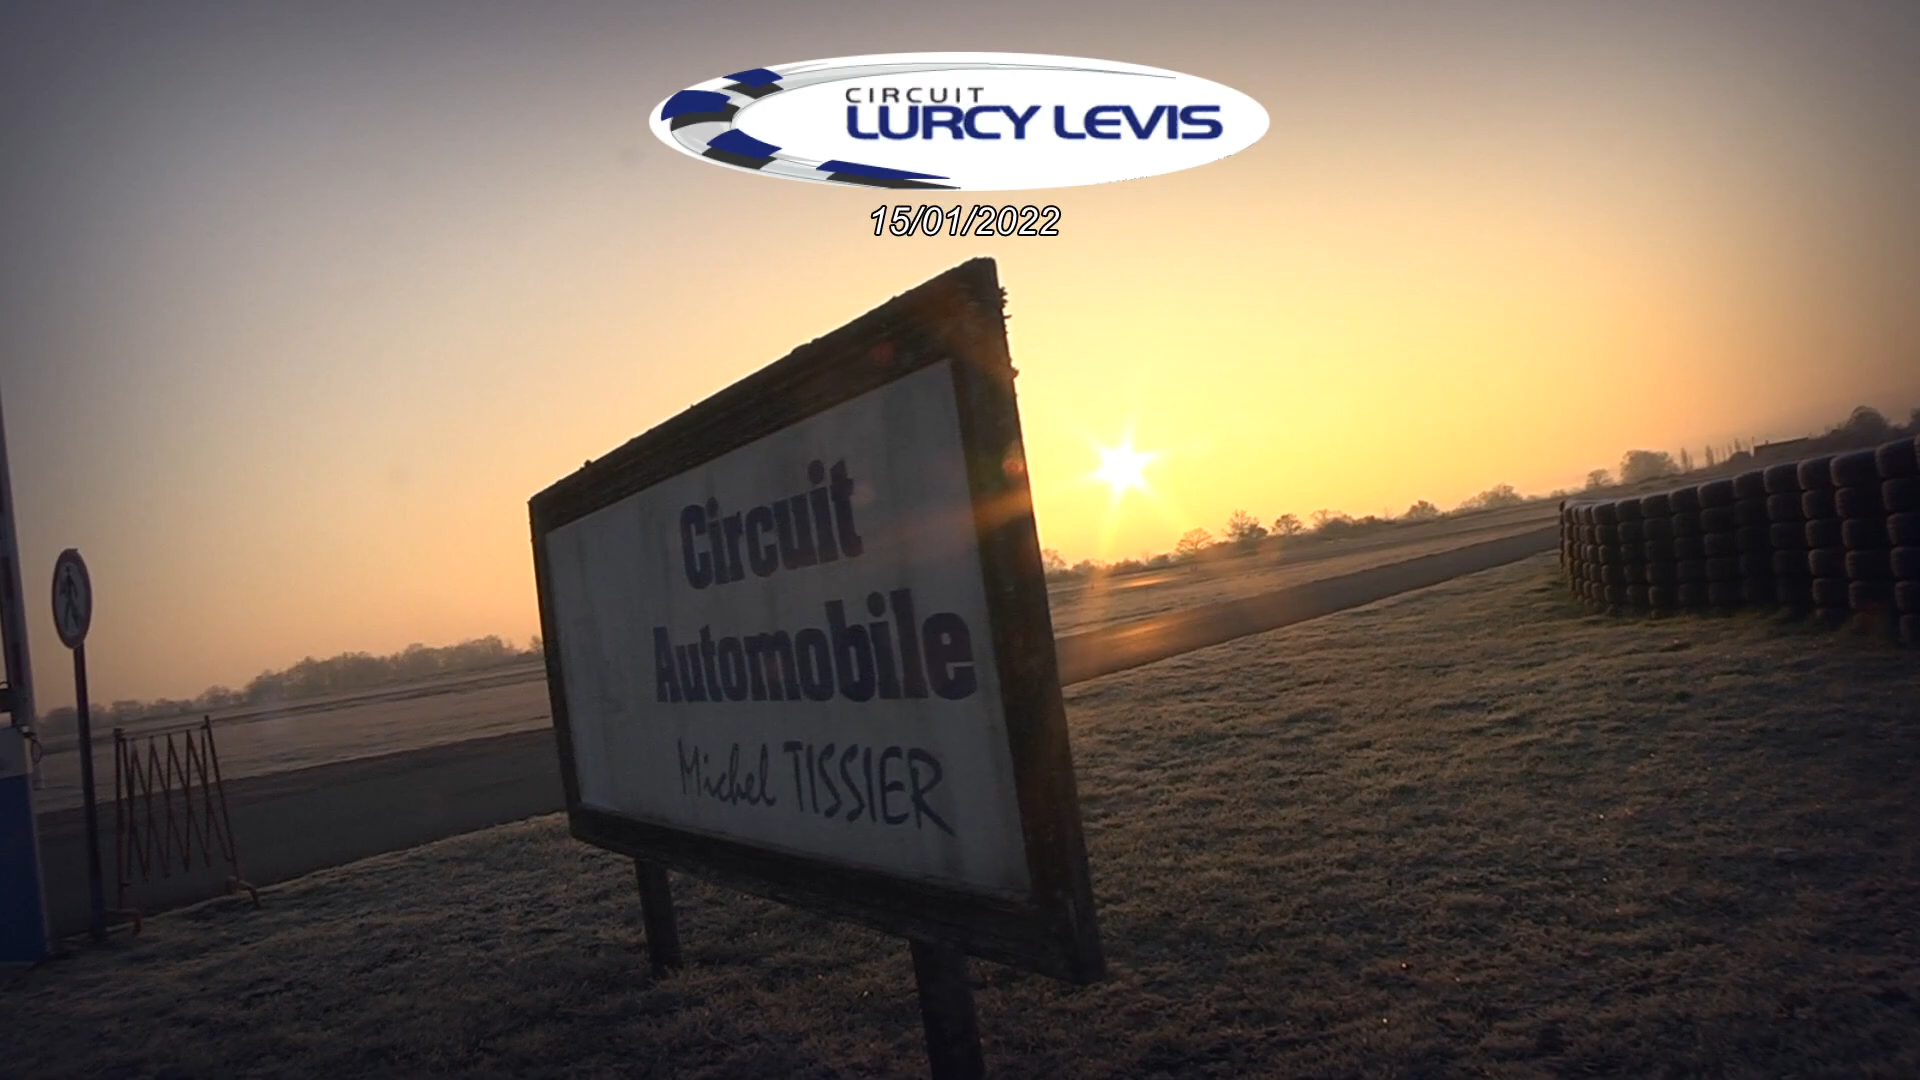 CIRCUIT
LURCY LEVIS
15/01/2022
Circuit
Automobile
Michel TISSIER